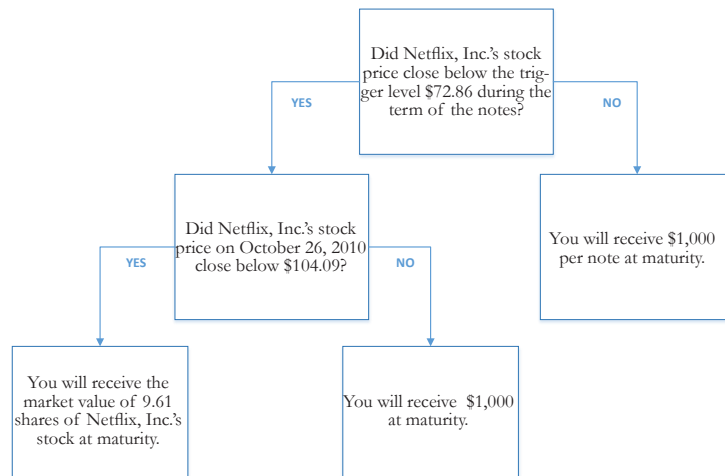 Did Netflix, Inc.'s stock
price close below the trig-
ger level $72.86 during the
term of the notes?
YES
NO
Did Netflix, Inc.'s stock
price on October 26, 2010
close below $104.09?
You will receive $1,000
per note at maturity.
YES
NO
You will receive the
market value of 9.61
shares of Netflix, Inc.'s
stock at maturity.
You will receive $1,000
at maturity.